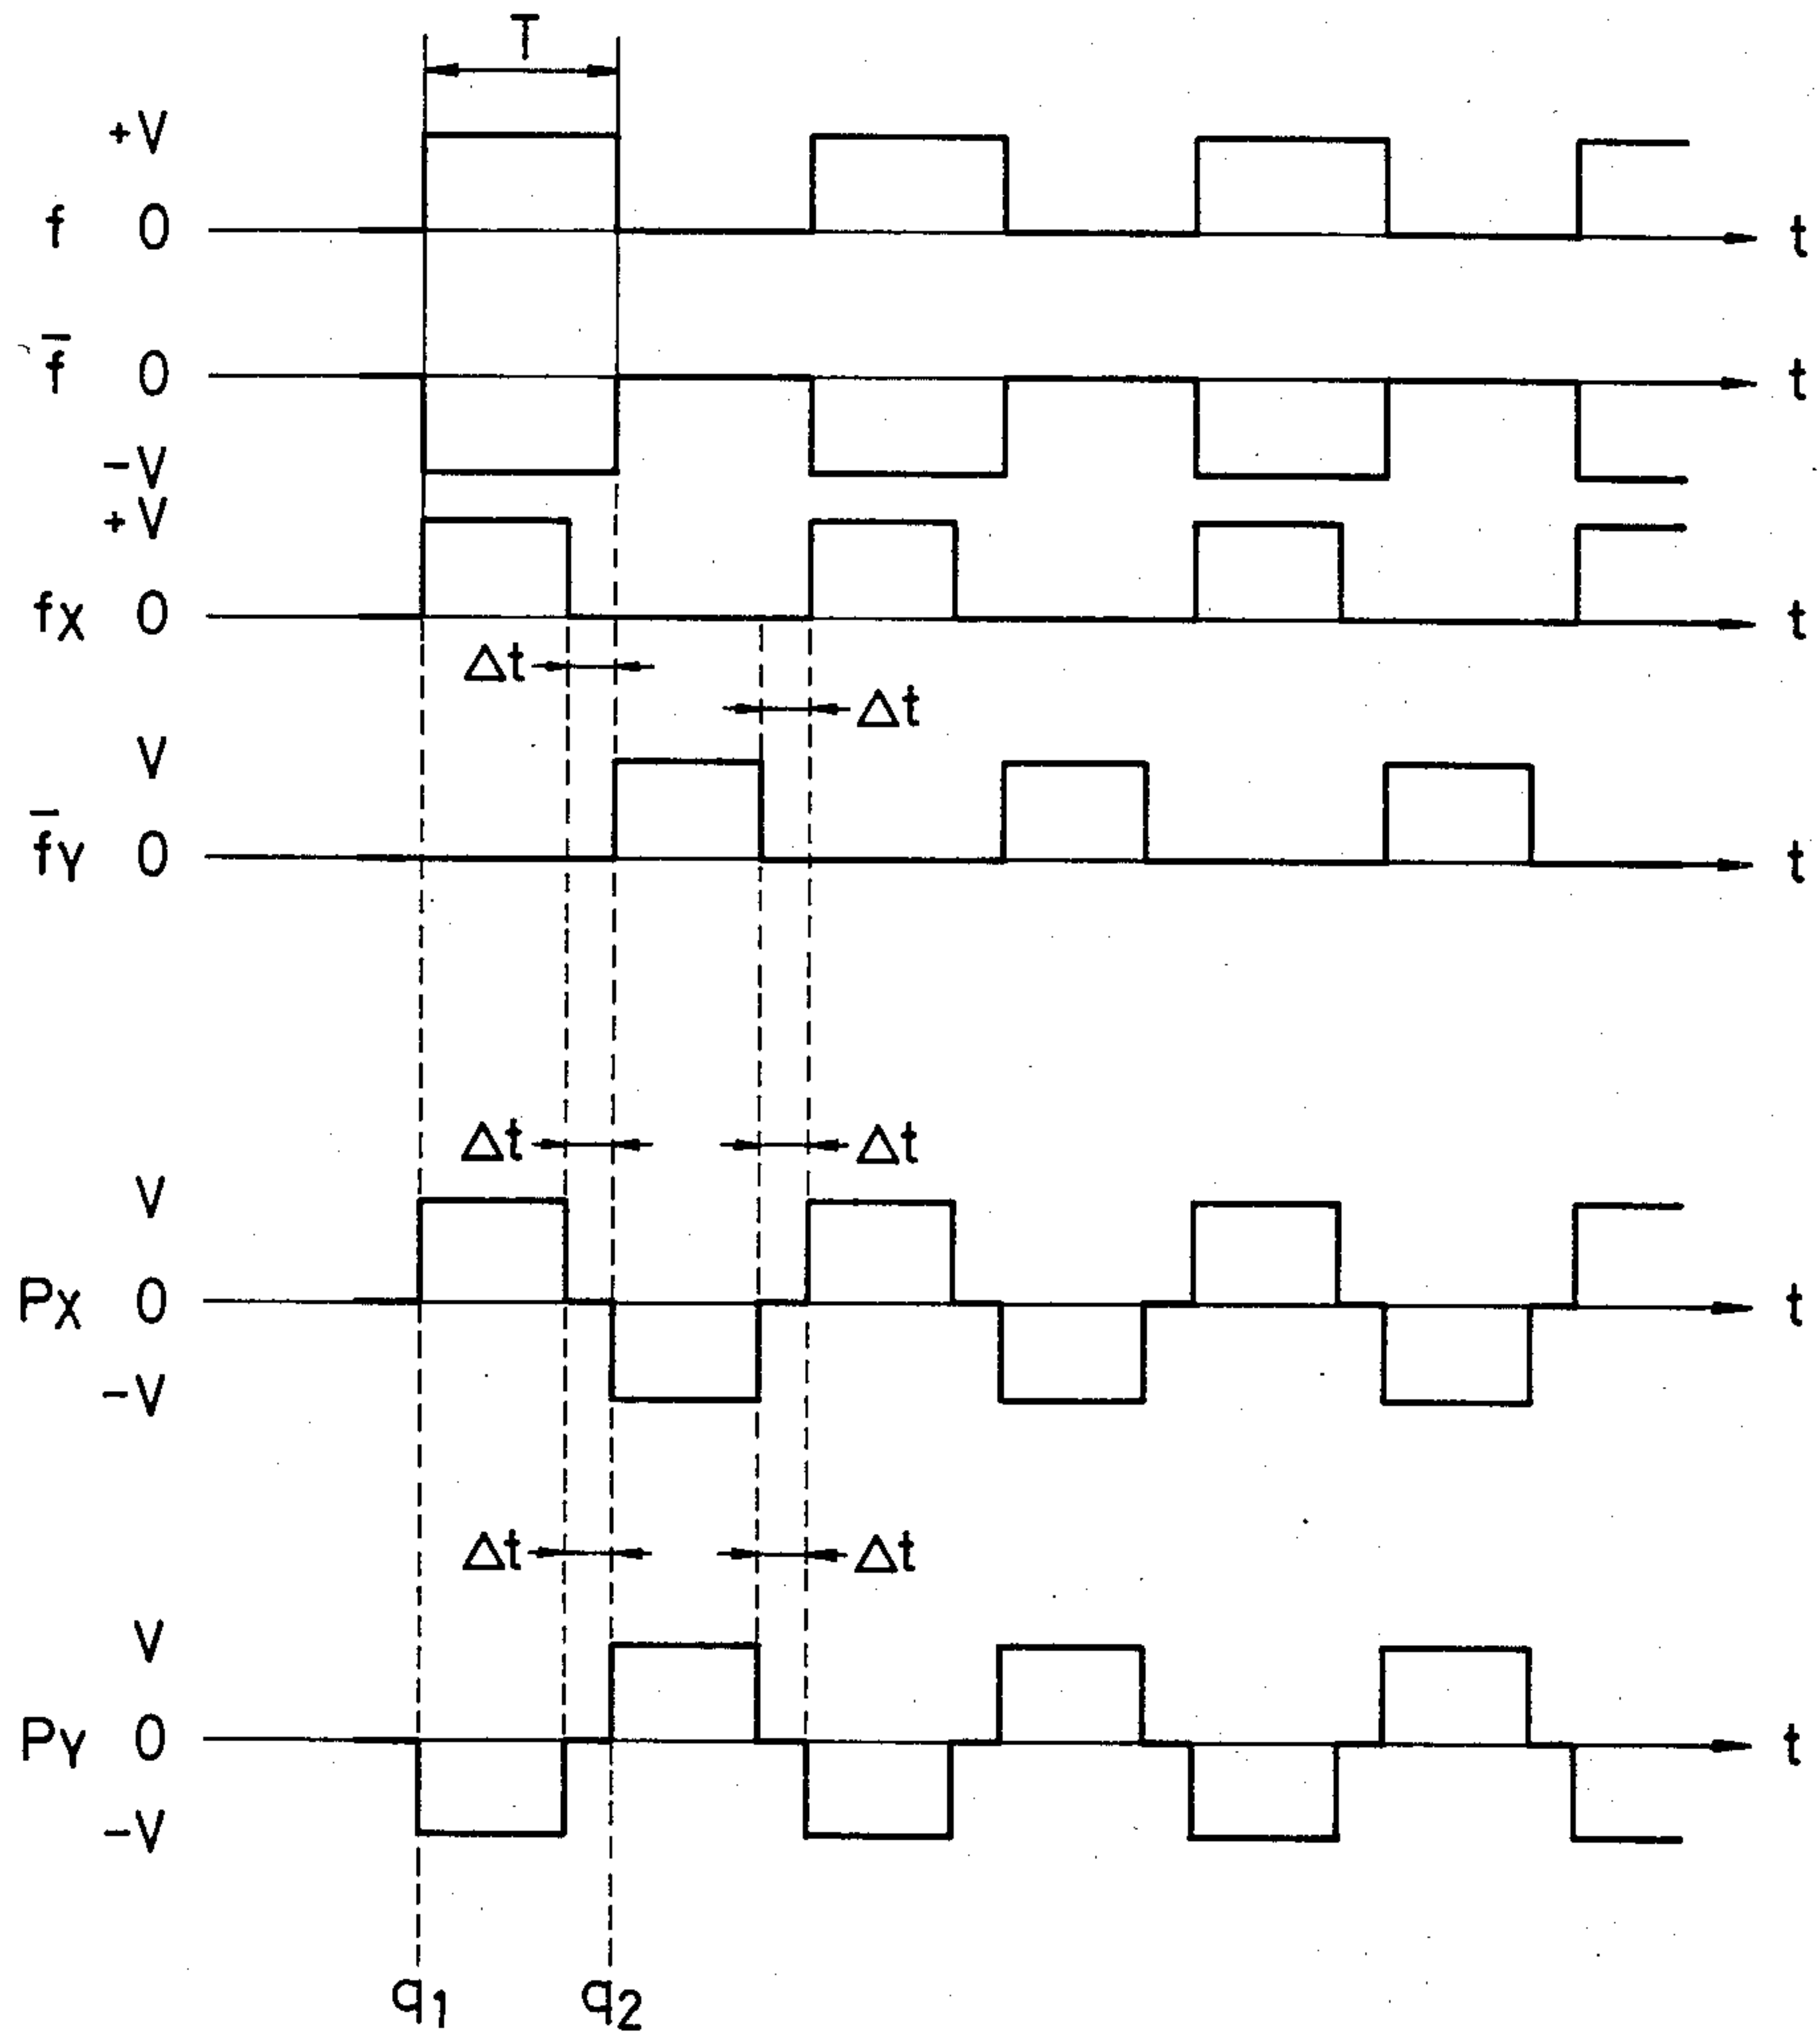 T
+V
f 0 t
f̄ 0 t
-V
+V
fX 0 t
Δt Δt
V
f̄Y 0 t
Δt Δt
V
PX 0 t
-V
Δt Δt
V
PY 0 t
-V
q1 q2